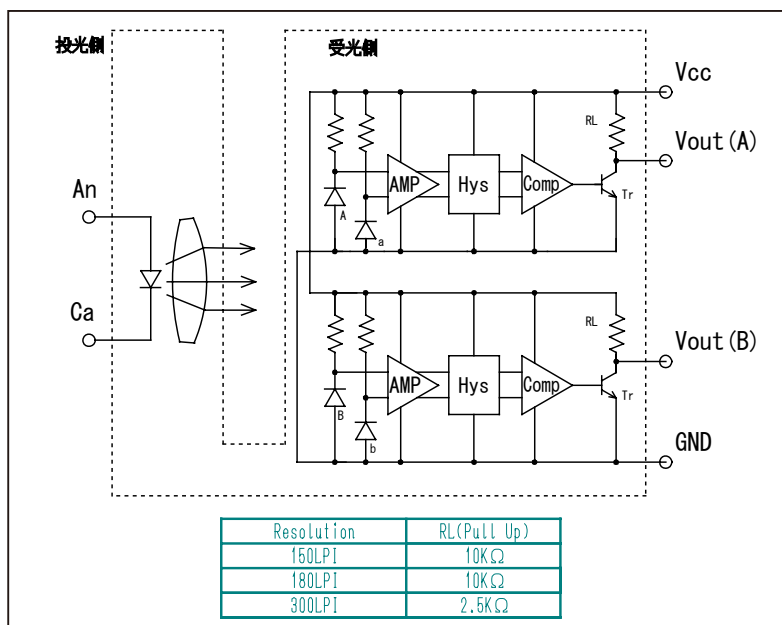 投光側
受光側
Vcc
RL
Vout(A)
An
AMP
Hys
Comp
Tr
A
a
Ca
RL
Vout(B)
AMP
Hys
Comp
Tr
B
b
GND
Resolution RL(Pull Up)
150LPI 10KΩ
180LPI 10KΩ
300LPI 2.5KΩ